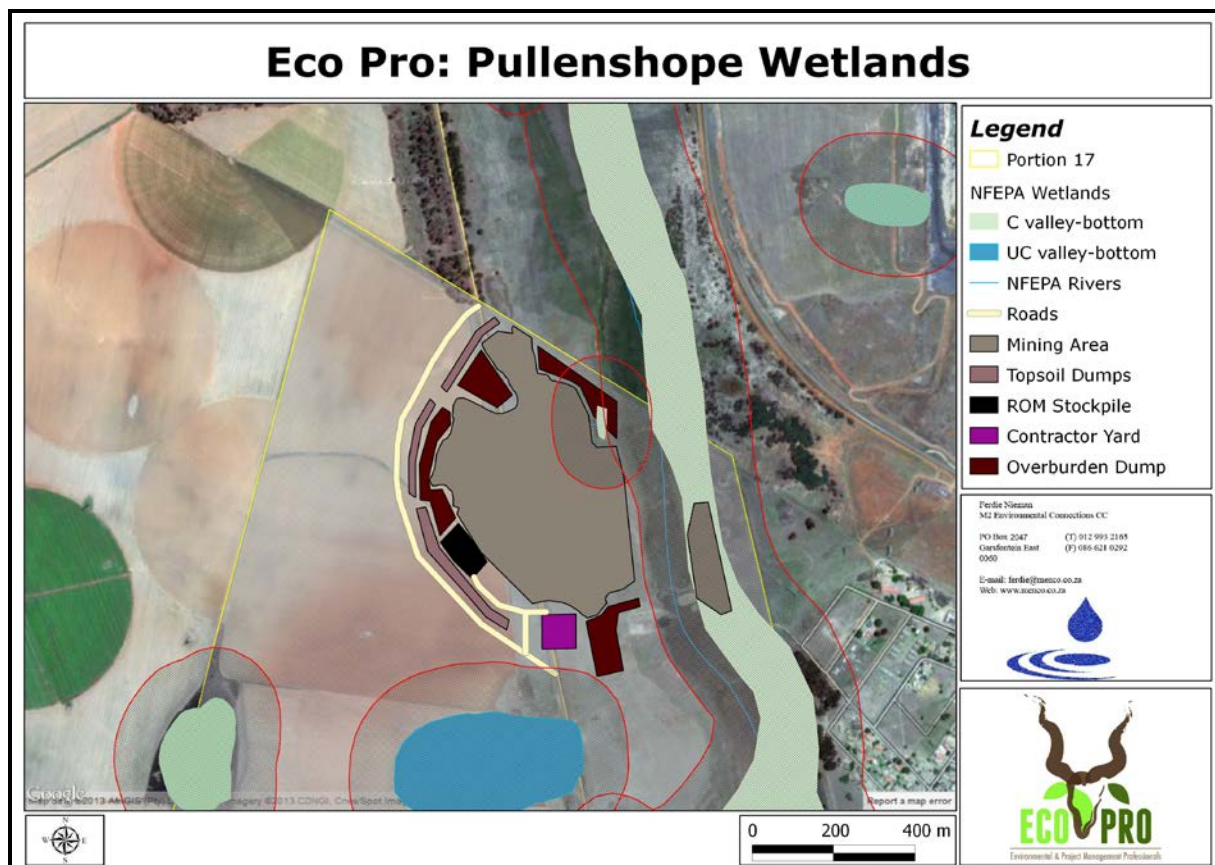 Eco Pro: Pullenshope Wetlands
Legend
Portion 17
NFEPA Wetlands
C valley-bottom
UC valley-bottom
NFEPA Rivers
Roads
Mining Area
Topsoil Dumps
ROM Stockpile
Contractor Yard
Overburden Dump
Ferdie Nieman
M2 Environmental Connections CC
PO Box 2047 (T) 012 993 2165
Garsfontein East (F) 086 621 0292
0060
E-mail: ferdie@menco.co.za
Web: www.menco.co.za
Google
©2013 CDNGI,
Report a map error
N
W E
S
0 200 400 m
ECO PRO
Environmental & Project Management Professionals